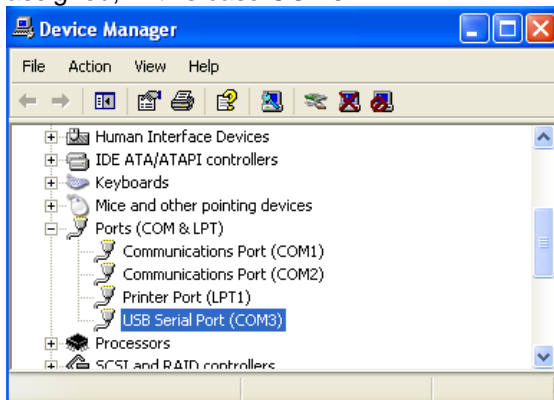 Device Manager
File Action View Help
Human Interface Devices
IDE ATA/ATAPI controllers
Keyboards
Mice and other pointing devices
Ports (COM & LPT)
Communications Port (COM1)
Communications Port (COM2)
Printer Port (LPT1)
USB Serial Port (COM3)
Processors
SCSI and RAID controllers